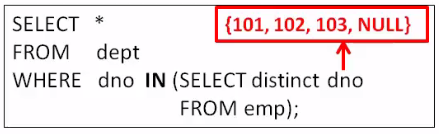 SELECT * {101, 102, 103, NULL}
FROM dept
WHERE dno IN (SELECT distinct dno
FROM emp);